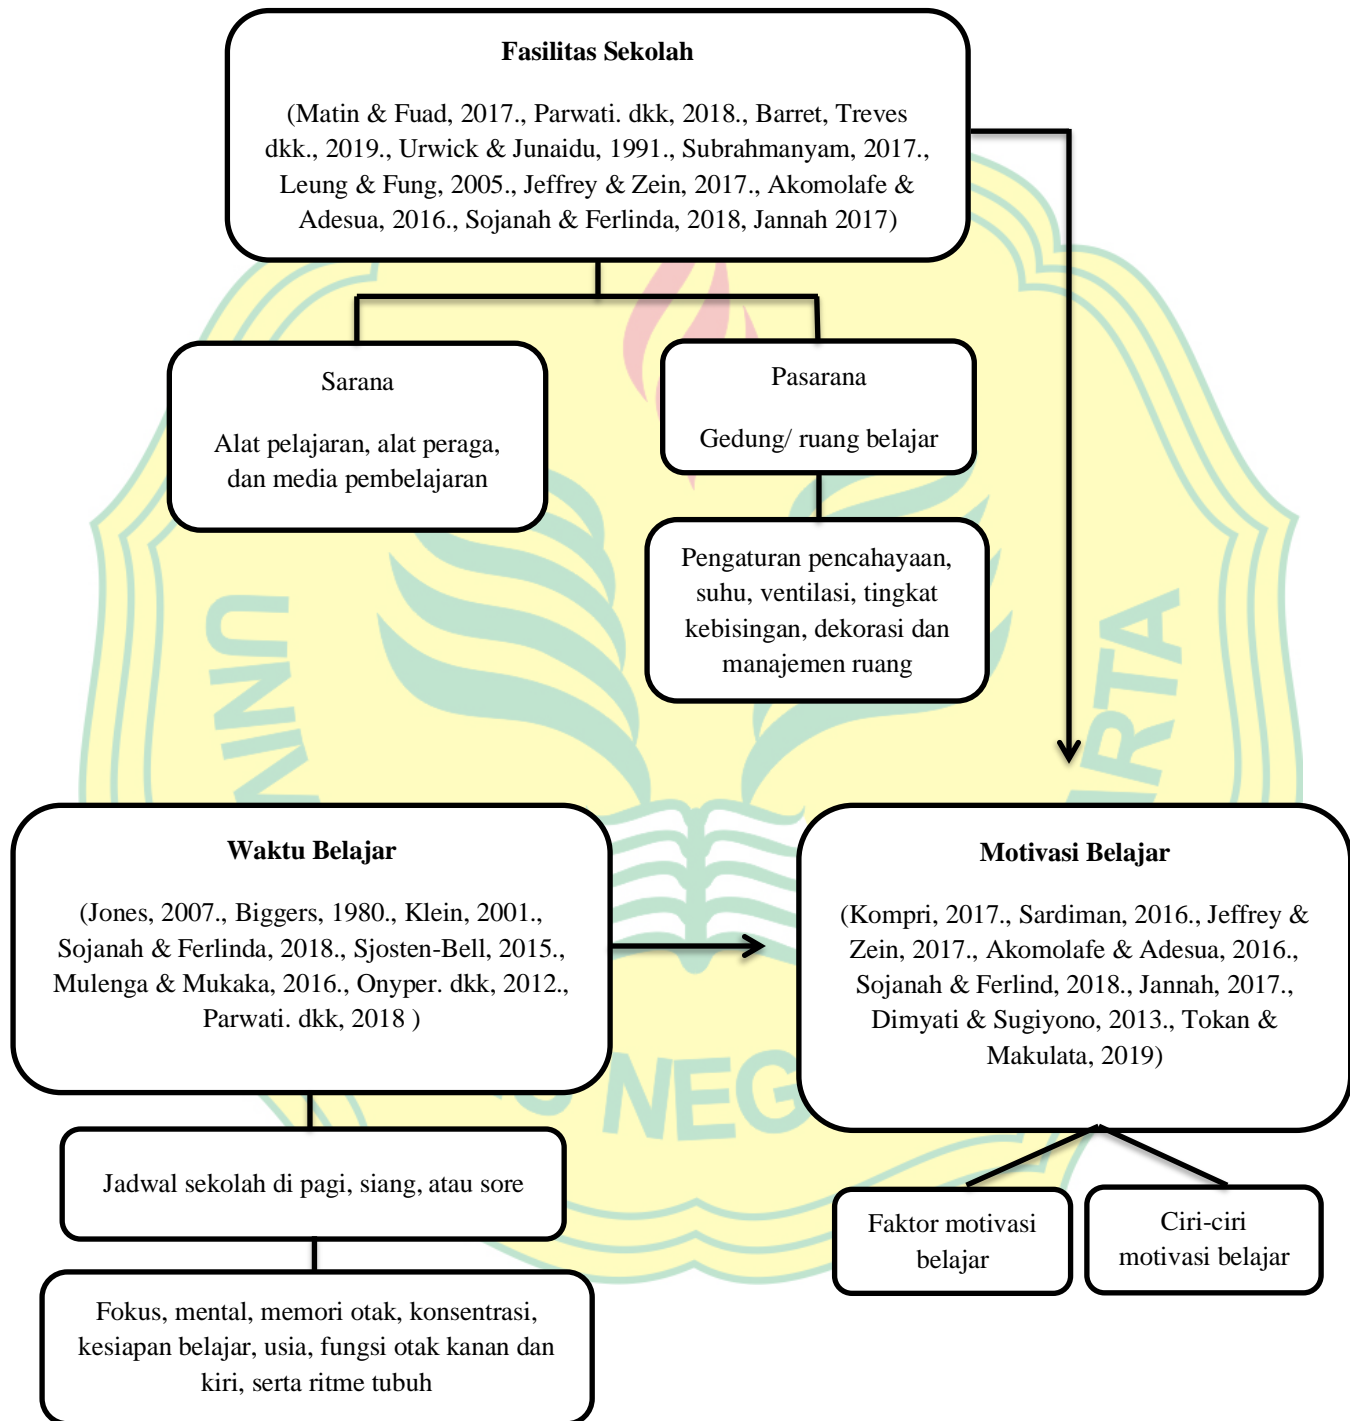 Fasilitas Sekolah
(Matin & Fuad, 2017., Parwati. dkk, 2018., Barret, Treves
dkk., 2019., Urwick & Junaidu, 1991., Subrahmanyam, 2017.,
Leung & Fung, 2005., Jeffrey & Zein, 2017., Akomolafe &
Adesua, 2016., Sojanah & Ferlinda, 2018, Jannah 2017)
Sarana
Alat pelajaran, alat peraga,
dan media pembelajaran
Pasarana
Gedung/ ruang belajar
Pengaturan pencahayaan,
suhu, ventilasi, tingkat
kebisingan, dekorasi dan
manajemen ruang
Waktu Belajar
(Jones, 2007., Biggers, 1980., Klein, 2001.,
Sojanah & Ferlinda, 2018., Sjosten-Bell, 2015.,
Mulenga & Mukaka, 2016., Onyper. dkk, 2012.,
Parwati. dkk, 2018 )
Motivasi Belajar
(Kompri, 2017., Sardiman, 2016., Jeffrey &
Zein, 2017., Akomolafe & Adesua, 2016.,
Sojanah & Ferlind, 2018., Jannah, 2017.,
Dimyati & Sugiyono, 2013., Tokan &
Makulata, 2019)
Jadwal sekolah di pagi, siang, atau sore
Fokus, mental, memori otak, konsentrasi,
kesiapan belajar, usia, fungsi otak kanan dan
kiri, serta ritme tubuh
Faktor motivasi
belajar
Ciri-ciri
motivasi belajar